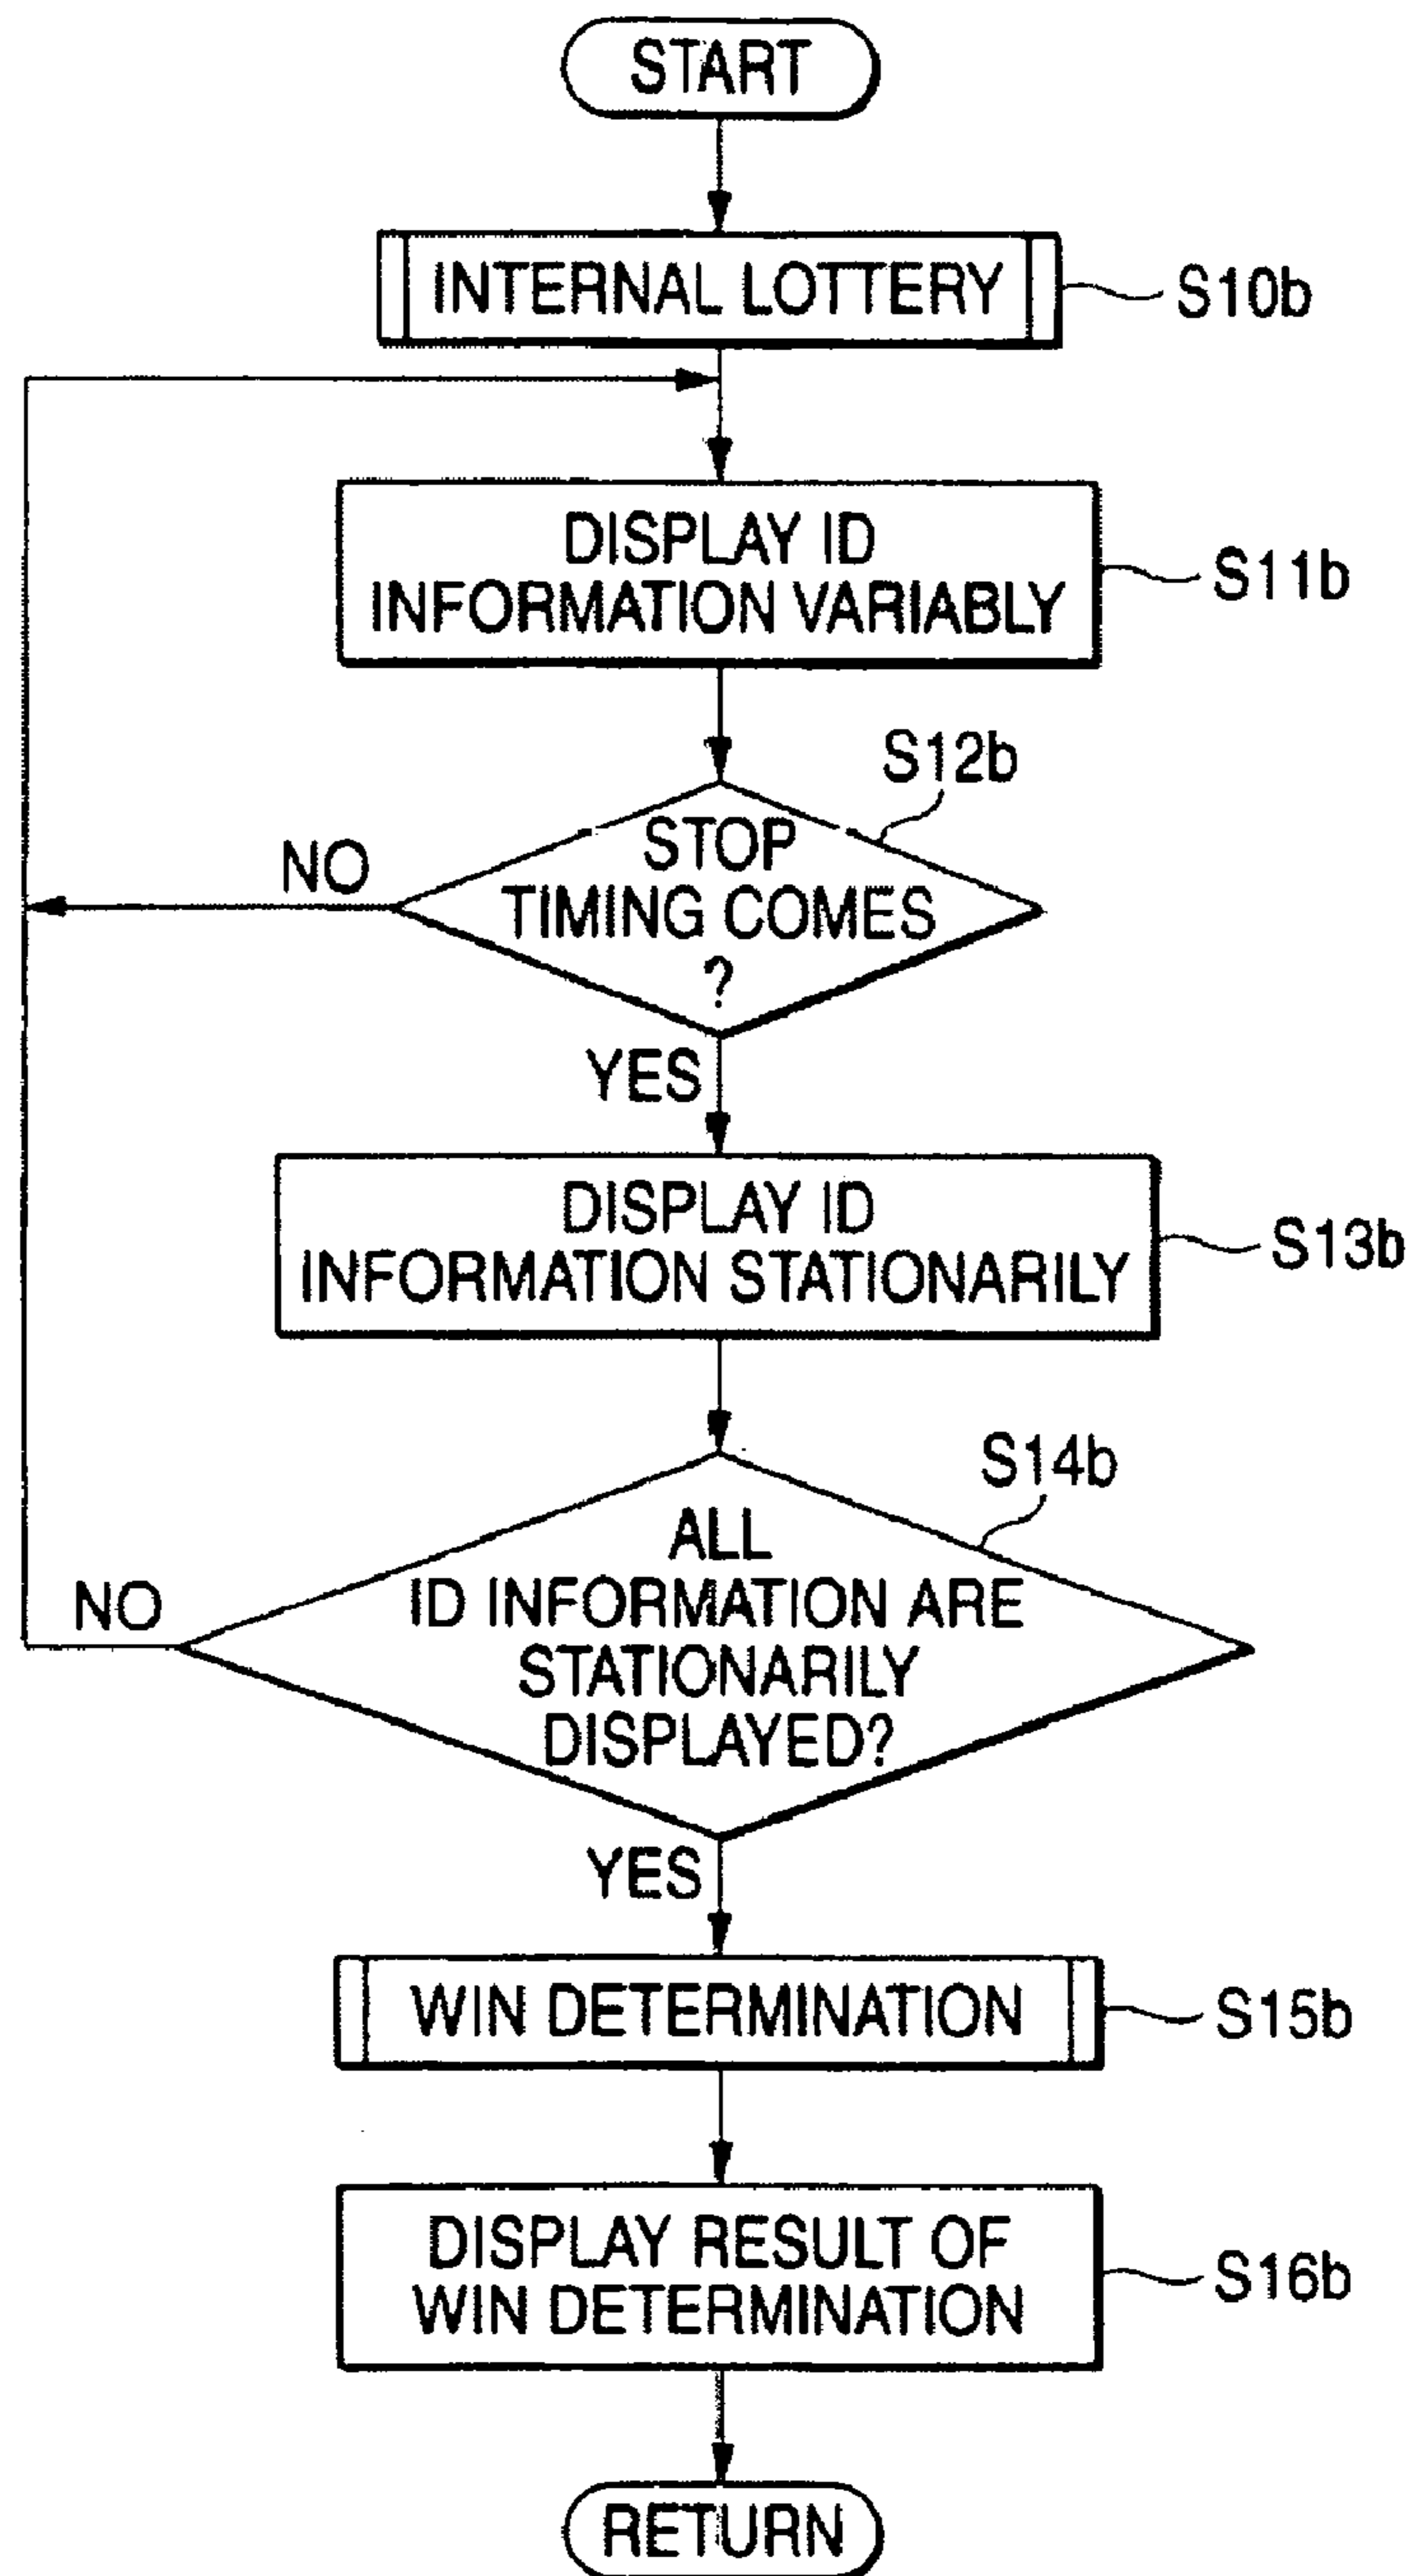 START
INTERNAL LOTTERY
S10b
DISPLAY ID
INFORMATION VARIABLY
S11b
S12b
STOP
TIMING COMES
?
NO
YES
DISPLAY ID
INFORMATION STATIONARILY
S13b
S14b
ALL
ID INFORMATION ARE
STATIONARILY
DISPLAYED?
NO
YES
WIN DETERMINATION
S15b
DISPLAY RESULT OF
WIN DETERMINATION
S16b
RETURN